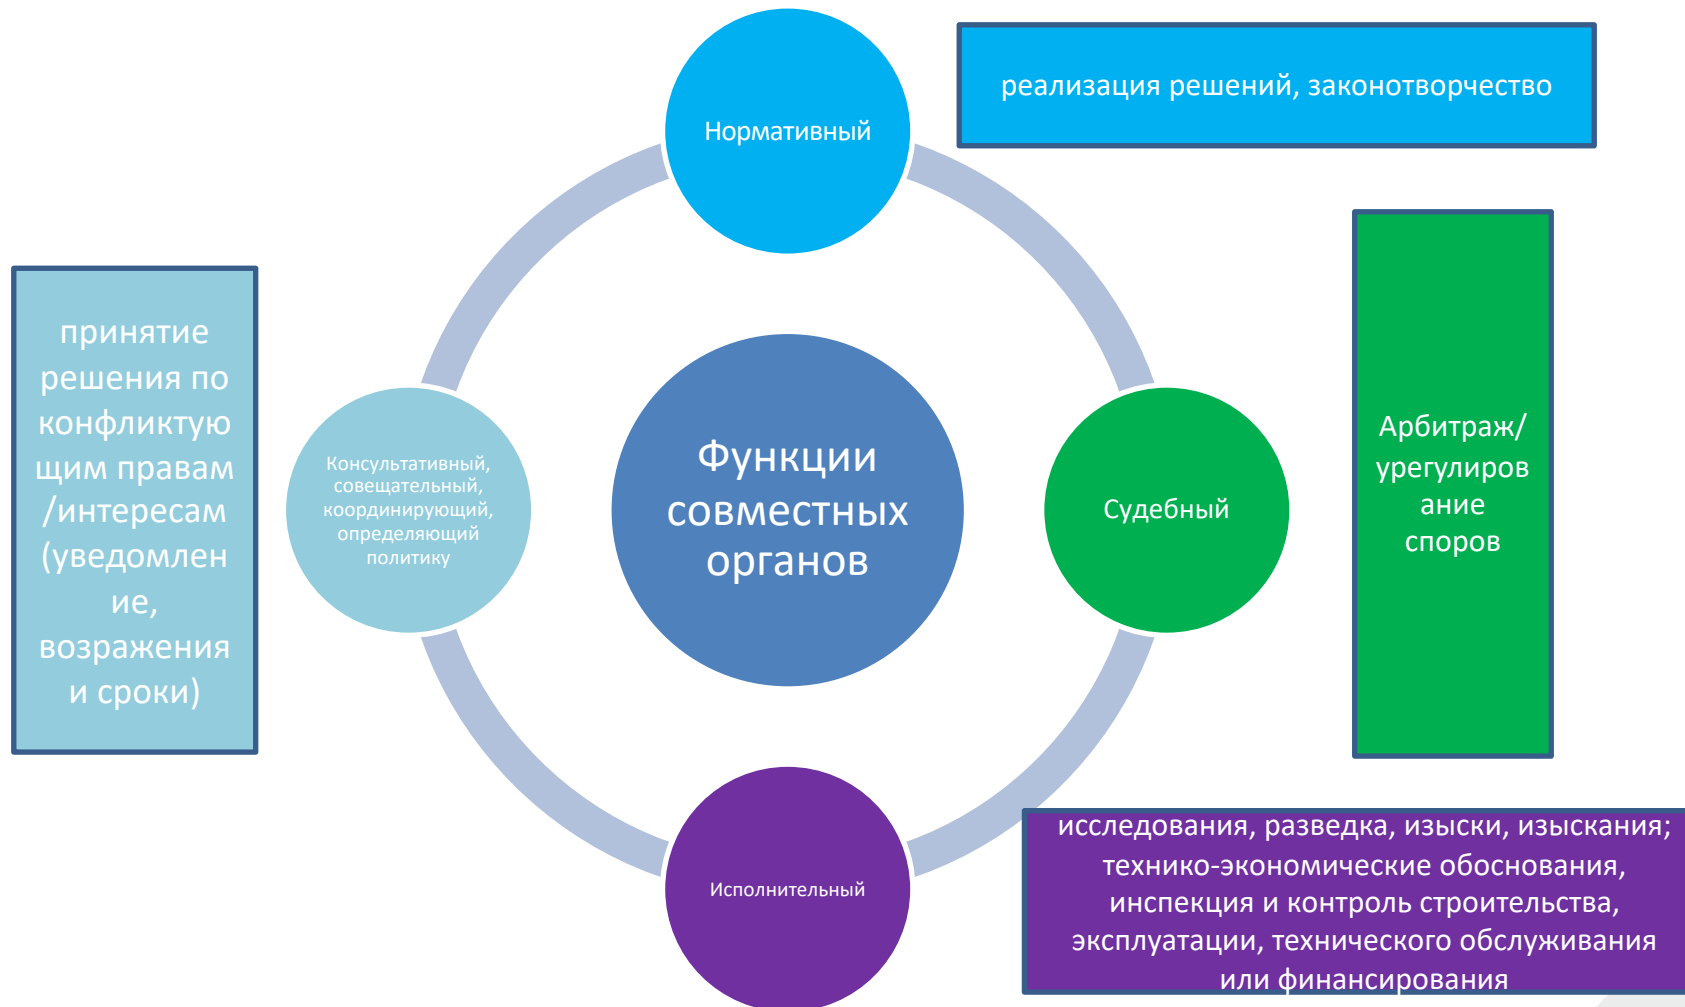 Нормативный
реализация решений, законотворчество
принятие
решения по
конфликтую
щим правам
/интересам
(уведомлен
ие,
возражения
и сроки)
Консультативный,
совещательный,
координирующий,
определяющий
политику
Функции
совместных
органов
Судебный
Арбитраж/
урегулиров
ание
споров
Исполнительный
исследования, разведка, изыски, изыскания;
технико-экономические обоснования,
инспекция и контроль строительства,
эксплуатации, технического обслуживания
или финансирования